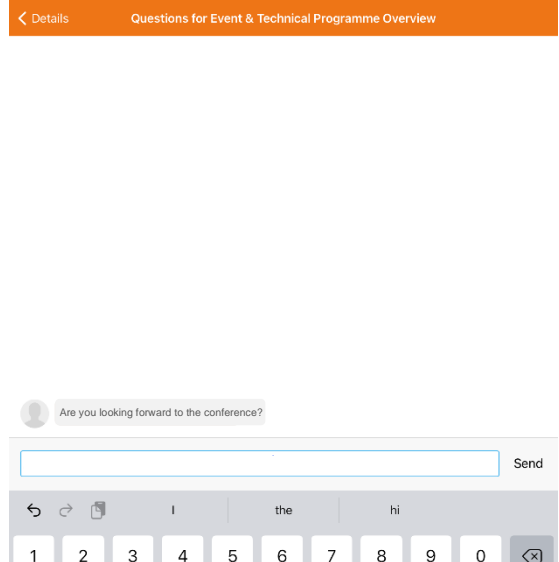 Details
Questions for Event & Technical Programme Overview
Are you looking forward to the conference?
Send
I the hi
1 2 3 4 5 6 7 8 9 0